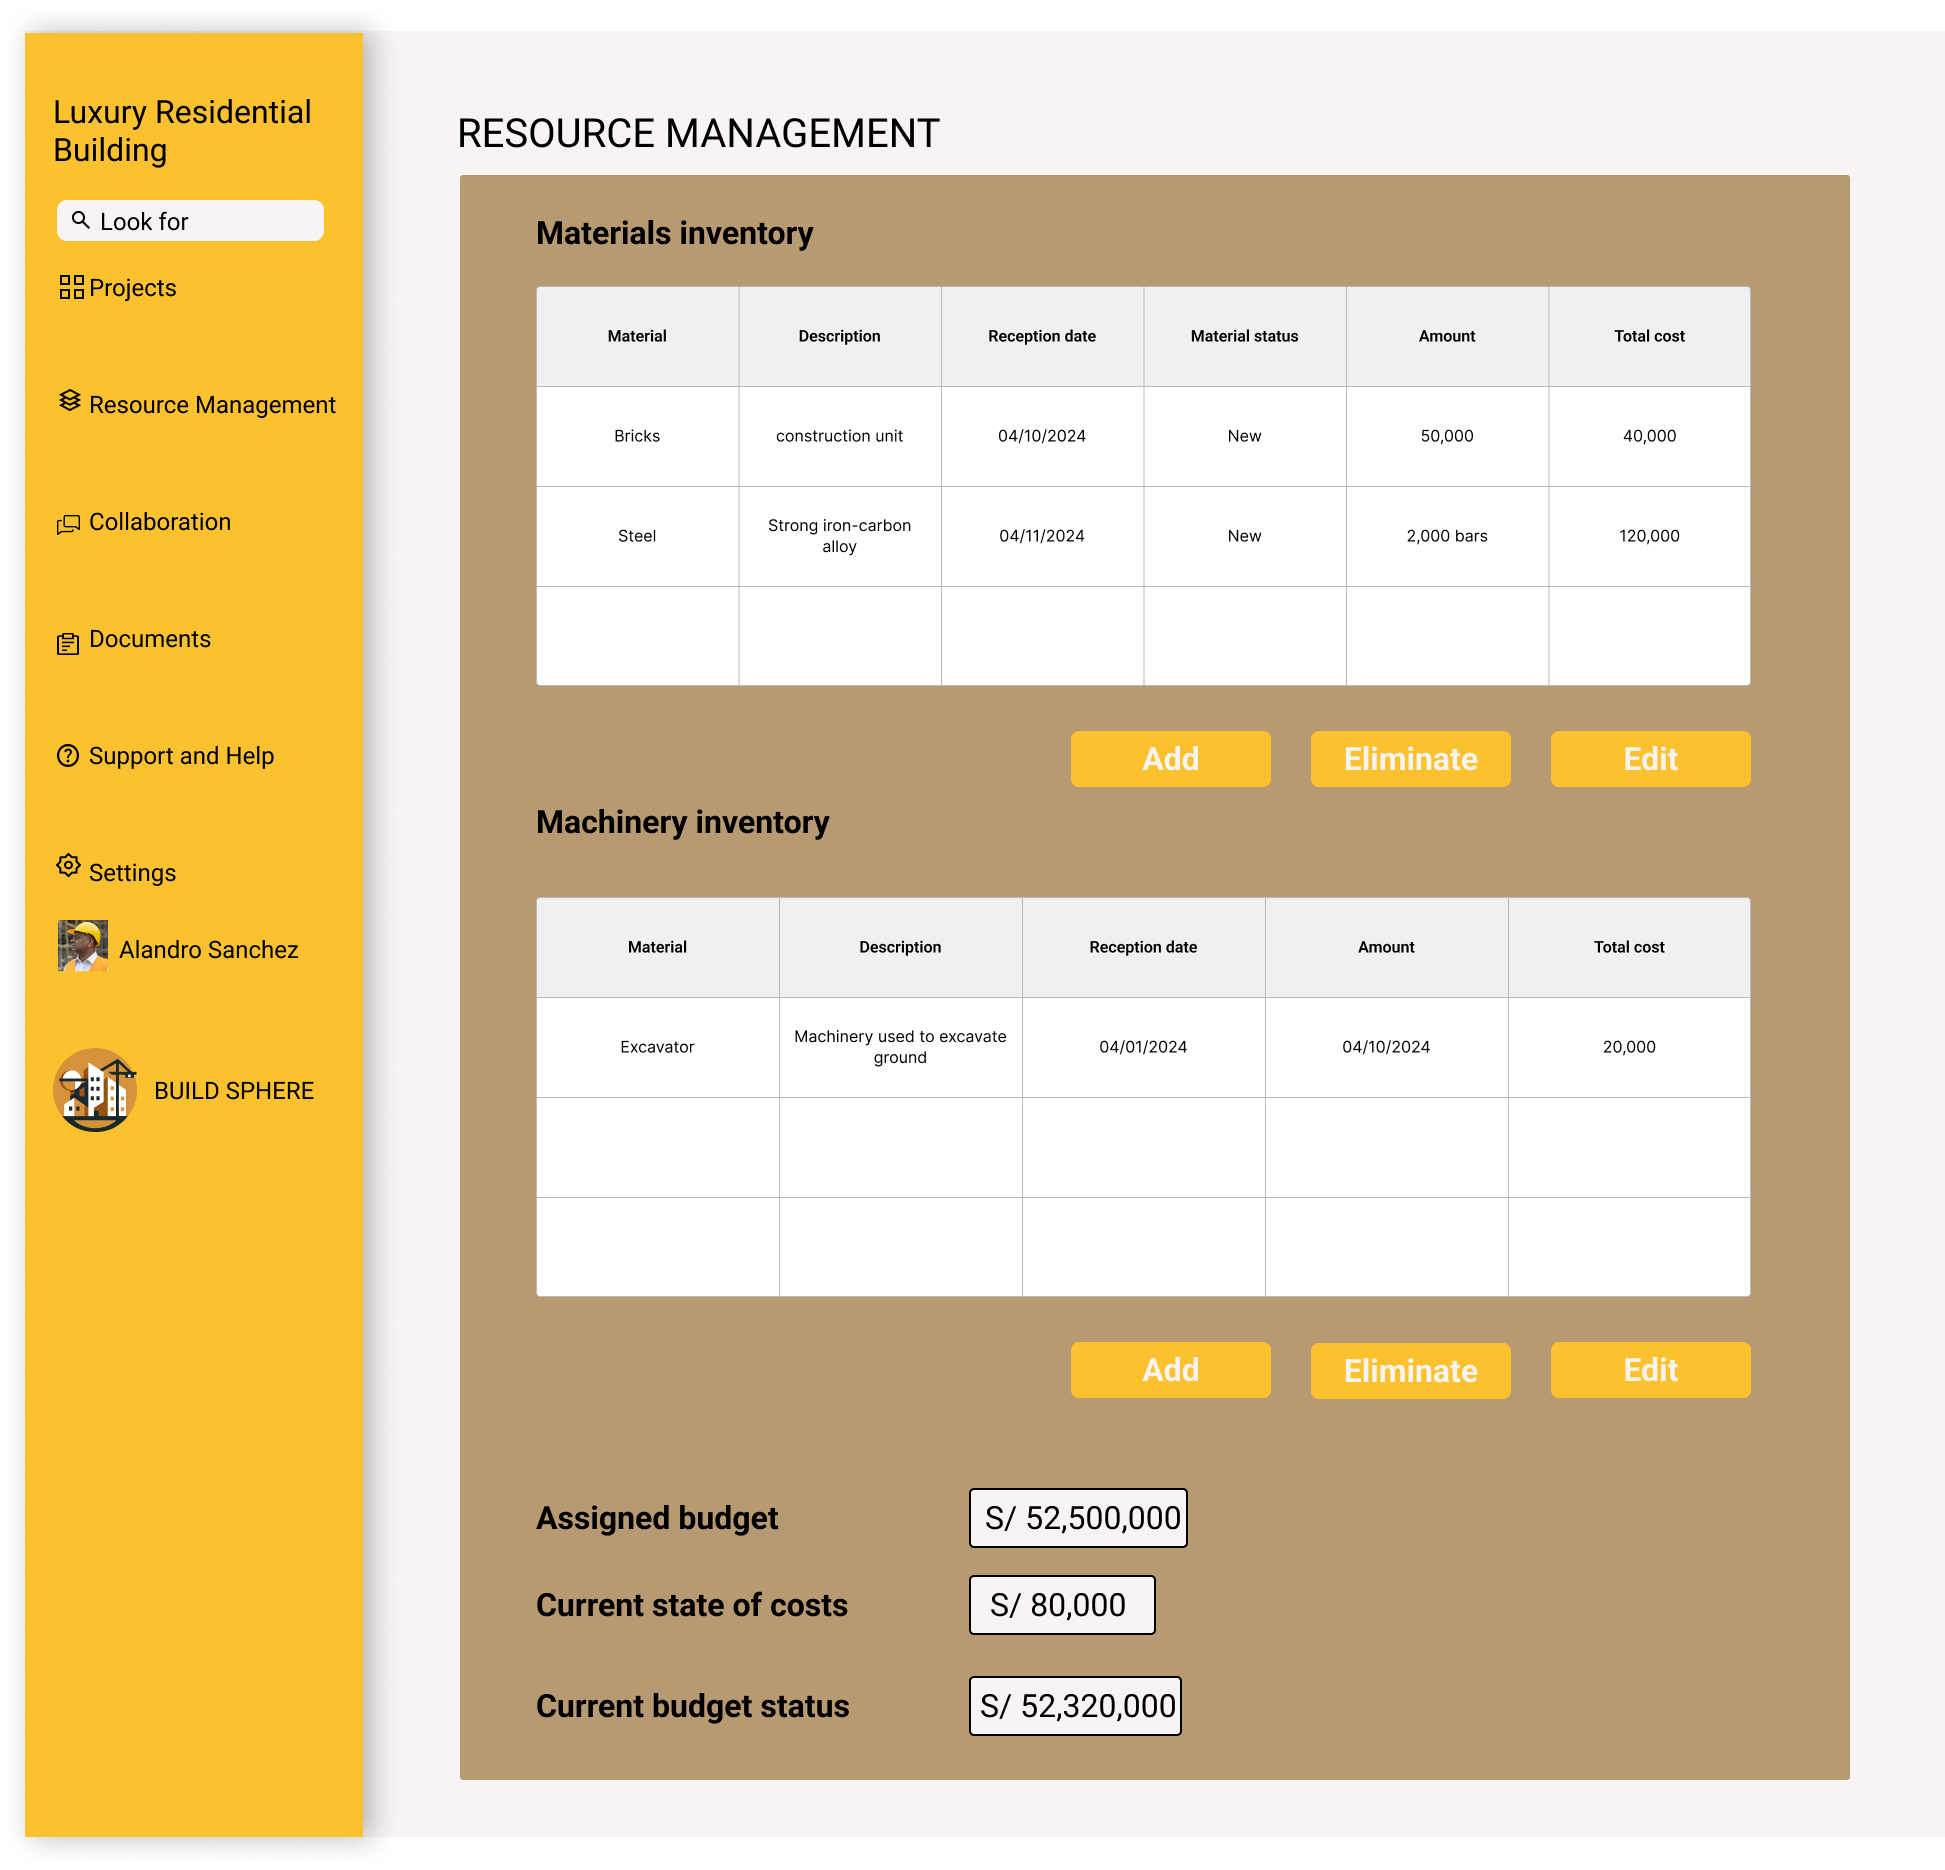 Luxury Residential
Building
Look for
Projects
Resource Management
Collaboration
Documents
Support and Help
Settings
Alandro Sanchez
BUILD SPHERE
RESOURCE MANAGEMENT
Materials inventory
Material Description Reception date Material status Amount Total cost
Bricks construction unit 04/10/2024 New 50,000 40,000
Steel Strong iron-carbon alloy 04/11/2024 New 2,000 bars 120,000
Add Eliminate Edit
Machinery inventory
Material Description Reception date Amount Total cost
Excavator Machinery used to excavate ground 04/01/2024 04/10/2024 20,000
Add Eliminate Edit
Assigned budget S/ 52,500,000
Current state of costs S/ 80,000
Current budget status S/ 52,320,000